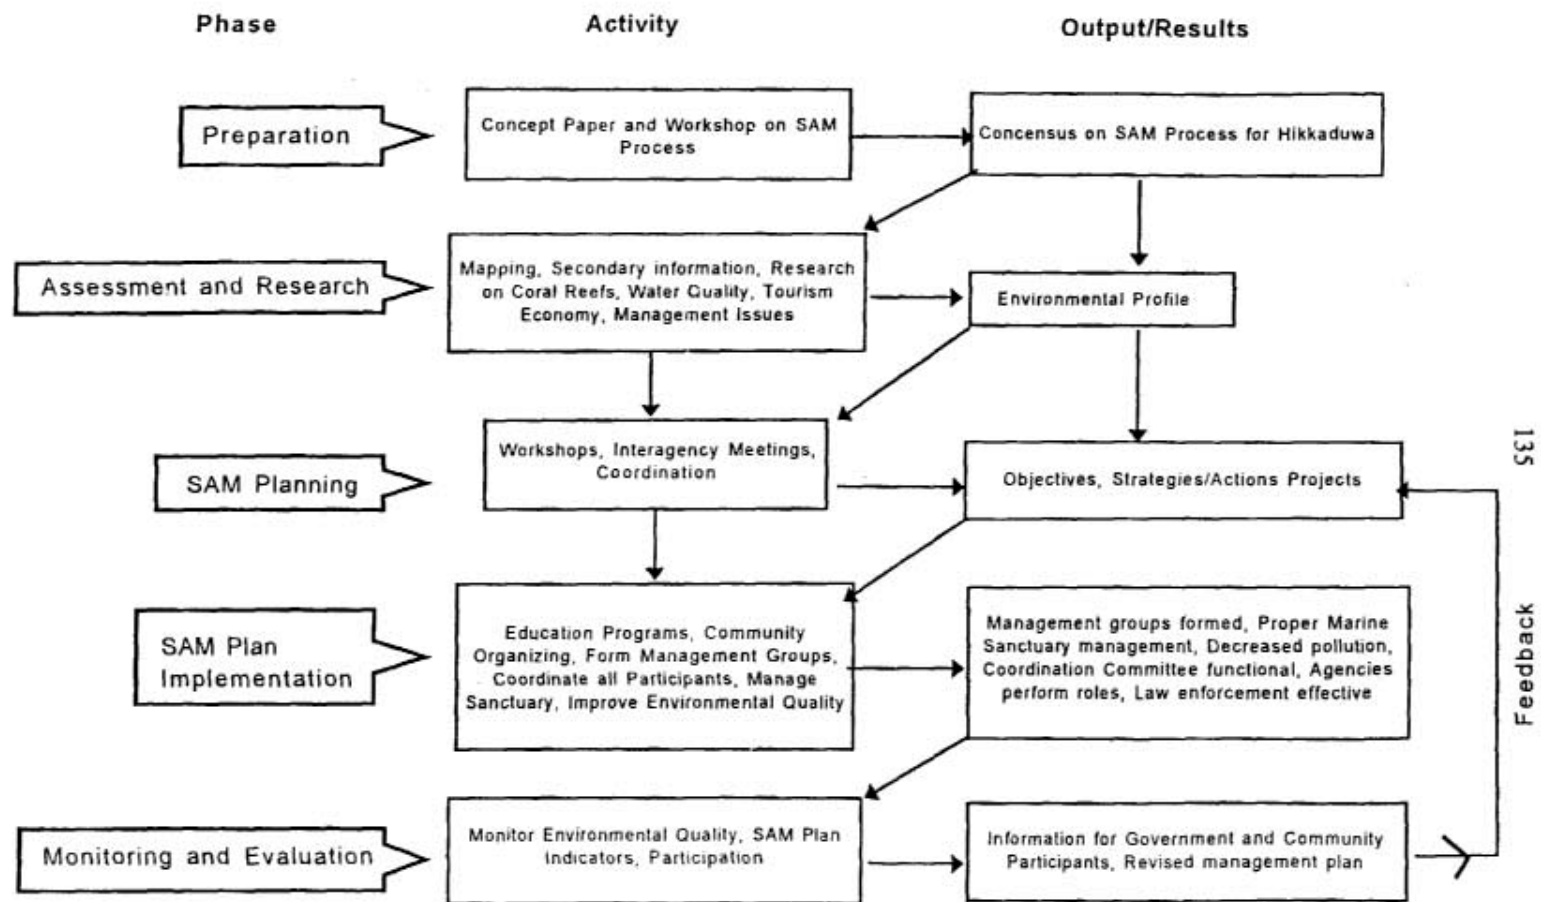 Phase
Activity
Output/Results
Preparation
Concept Paper and Workshop on SAM
Process
Concensus on SAM Process for Hikkaduwa
Assessment and Research
Mapping, Secondary information, Research
on Coral Reefs, Water Quality, Tourism
Economy, Management Issues
Environmental Profile
SAM Planning
Workshops, Interagency Meetings,
Coordination
Objectives, Strategies/Actions Projects
SAM Plan
Implementation
Education Programs, Community
Organizing, Form Management Groups,
Coordinate all Participants, Manage
Sanctuary, Improve Environmental Quality
Management groups formed, Proper Marine
Sanctuary management, Decreased pollution,
Coordination Committee functional, Agencies
perform roles, Law enforcement effective
Monitoring and Evaluation
Monitor Environmental Quality, SAM Plan
Indicators, Participation
Information for Government and Community
Participants, Revised management plan
Feedback
531